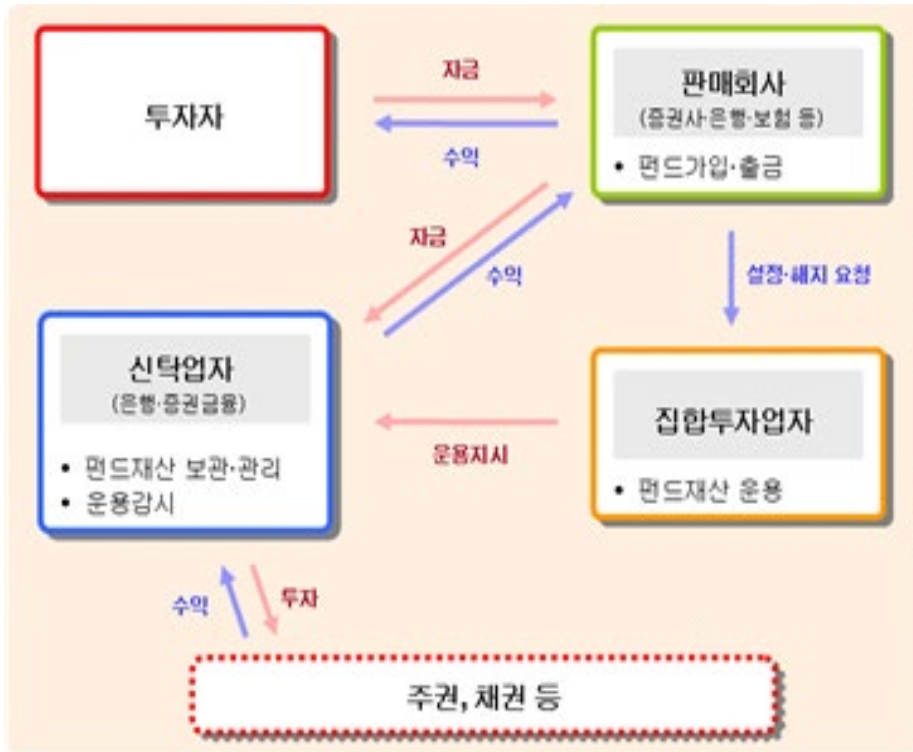 투자자
자금
수익
판매회사
(증권사·은행·보험 등)
• 펀드가입·출금
자금
수익
설정·해지 요청
신탁업자
(은행·증권금융)
• 펀드재산 보관·관리
• 운용감시
운용지시
집합투자업자
• 펀드재산 운용
수익
투자
주권, 채권 등